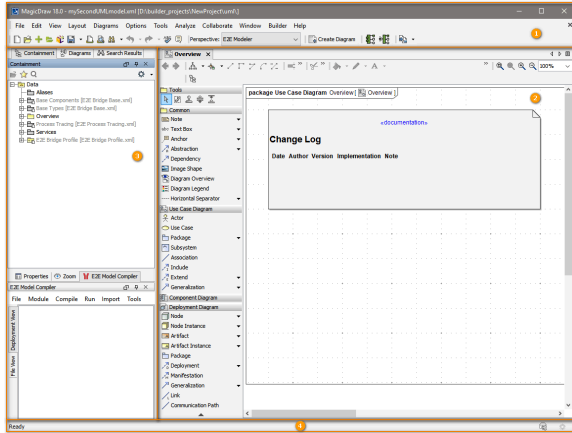 MagicDraw 18.0 - mySecondUMLmodel.xml [D:\builder_projects\NewProject\uml\]
File Edit View Layout Diagrams Options Tools Analyze Collaborate Window Builder Help
Perspective: E2E Modeler
Create Diagram
1
Containment Diagrams Search Results
Overview
Containment
100%
Data
Aliases
Base Components [E2E Bridge Base.xml]
Base Types [E2E Bridge Base.xml]
Overview
Process Tracing [E2E Process Tracing.xml]
Services
E2E Bridge Profile [E2E Bridge Profile.xml]
3
Properties Zoom E2E Model Compiler
E2E Model Compiler
File Module Compile Run Import Tools
Deployment View
File View
Tools
Common
Note
abc Text Box
Anchor
Abstraction
Dependency
Image Shape
Diagram Overview
Diagram Legend
Horizontal Separator
Use Case Diagram
Actor
Use Case
Package
Subsystem
Association
Include
Extend
Generalization
Component Diagram
Deployment Diagram
Node
Node Instance
Artifact
Artifact Instance
Package
Deployment
Manifestation
Generalization
Link
Communication Path
package Use Case Diagram Overview [ Overview ]
2
«documentation»
Change Log
Date Author Version Implementation Note
Ready
4